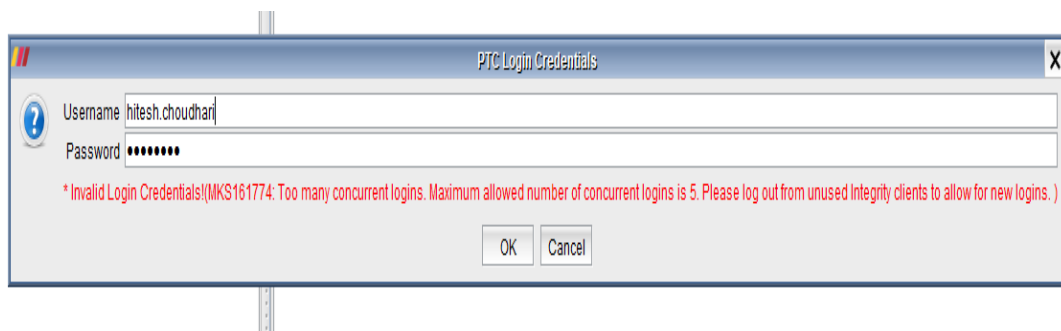 PTC Login Credentials
Username hitesh.choudhari
Password ••••••••
* Invalid Login Credentials!(MKS161774: Too many concurrent logins. Maximum allowed number of concurrent logins is 5. Please log out from unused Integrity clients to allow for new logins. )
OK Cancel